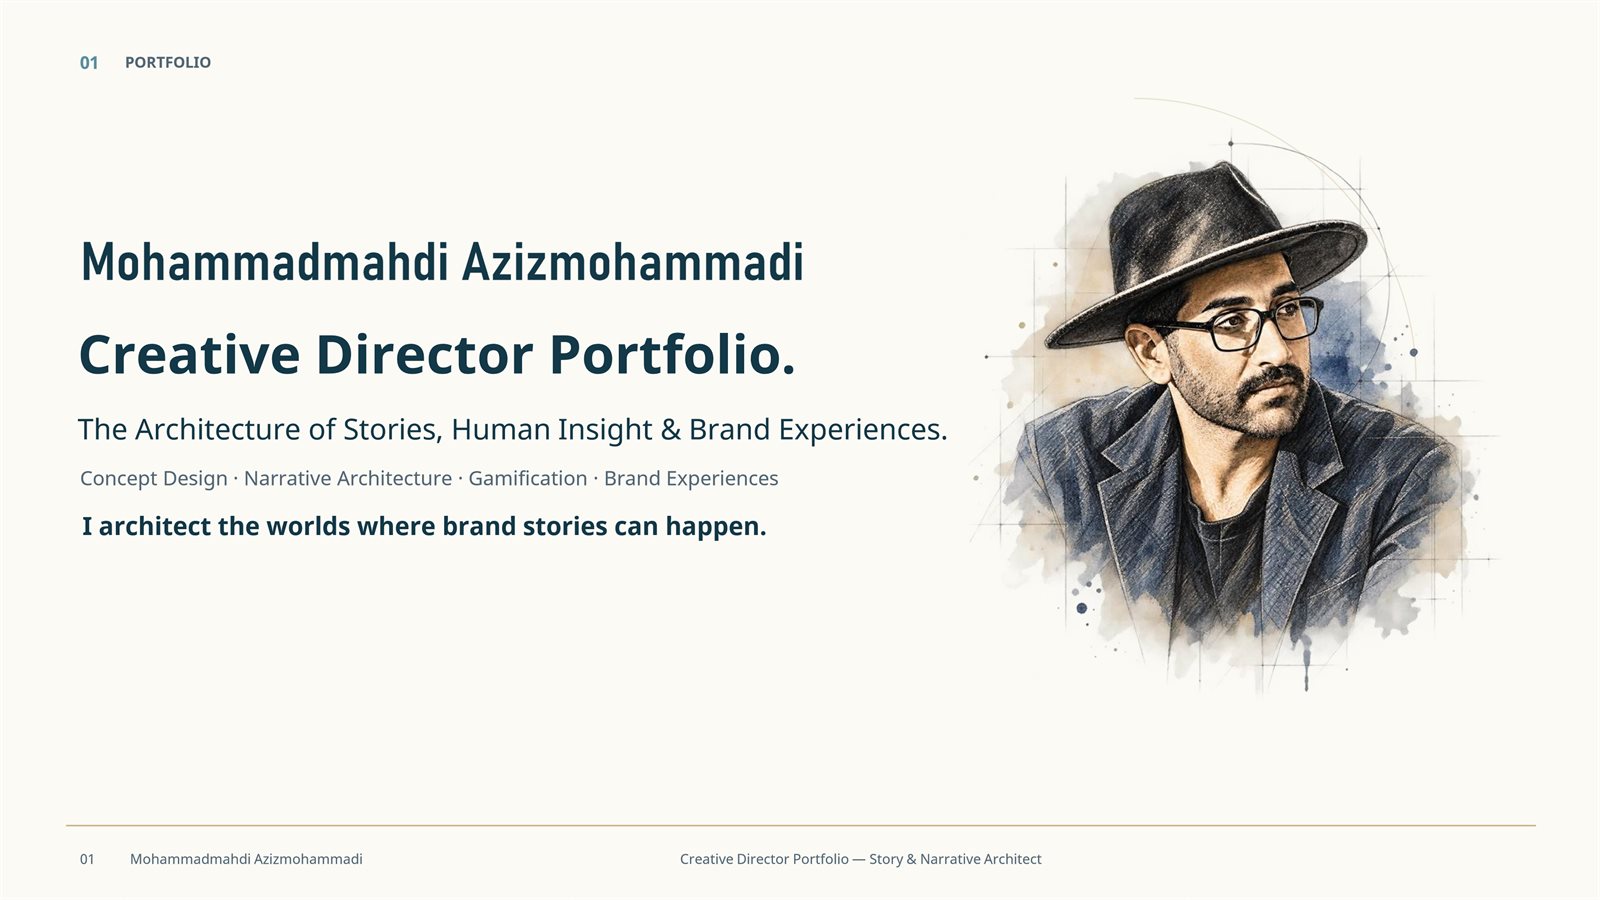 01 PORTFOLIO
Mohammadmahdi Azizmohammadi
Creative Director Portfolio.
The Architecture of Stories, Human Insight & Brand Experiences.
Concept Design · Narrative Architecture · Gamification · Brand Experiences
I architect the worlds where brand stories can happen.
01 Mohammadmahdi Azizmohammadi Creative Director Portfolio — Story & Narrative Architect